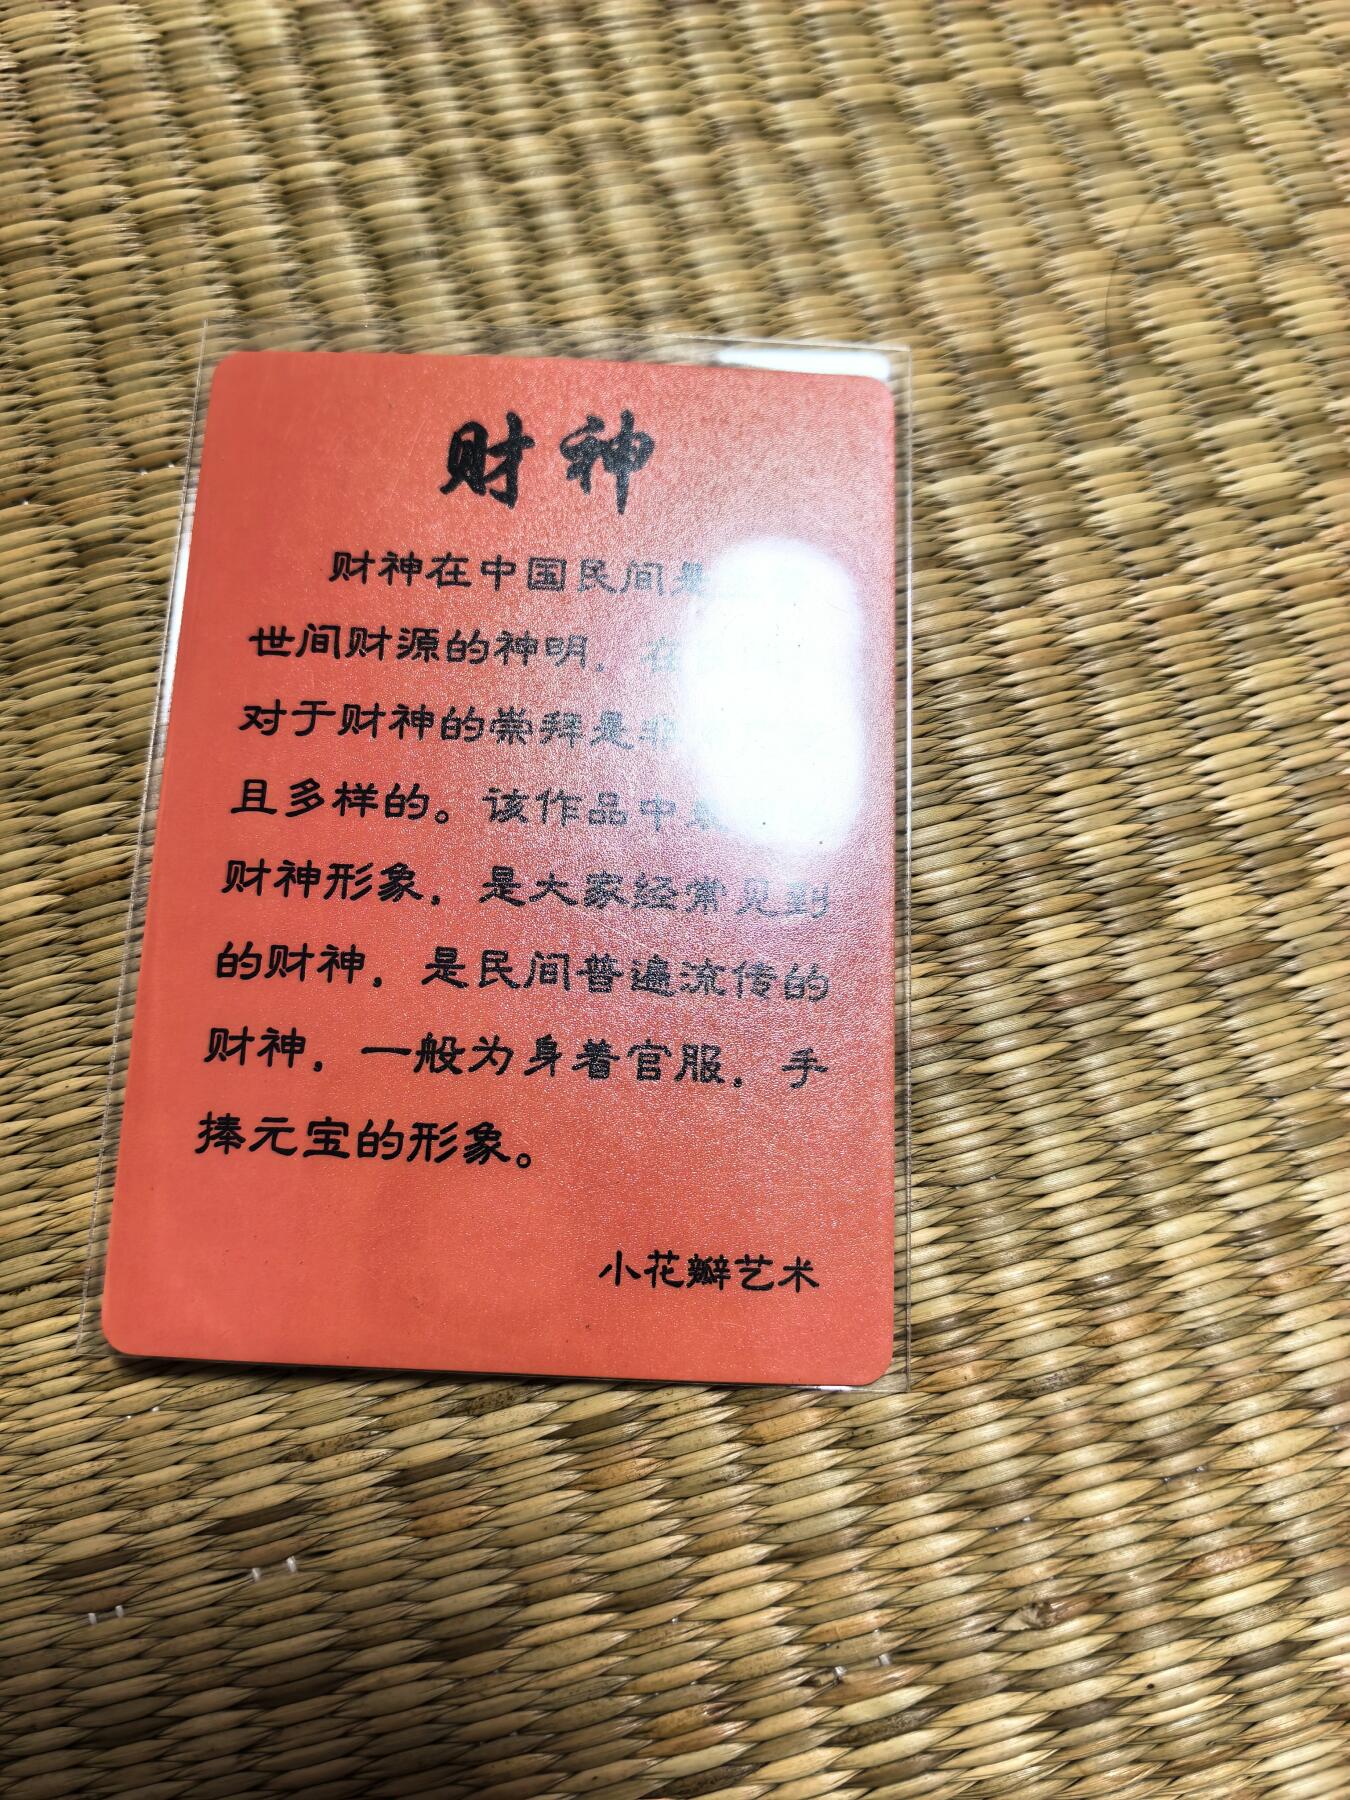 财神
财神在中国民间是
世间财源的神明，在
对于财神的崇拜是非
且多样的。该作品中
财神形象，是大家经常见到
的财神，是民间普遍流传的
财神，一般为身着官服，手
捧元宝的形象。
小花瓣艺术